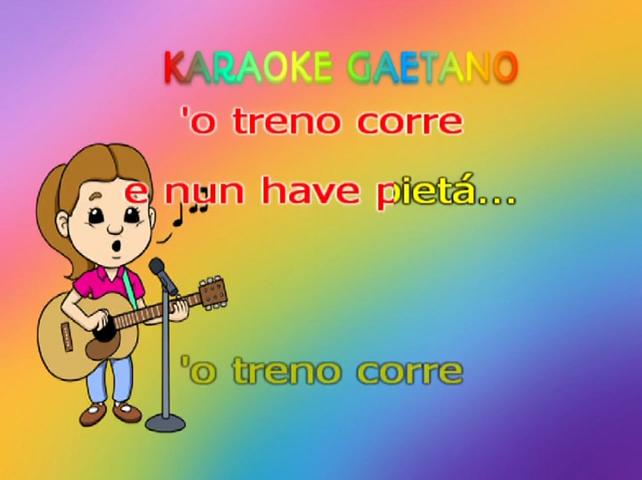 KARAOKE GAETANO
'o treno corre
e nun have pietá...
'o treno corre